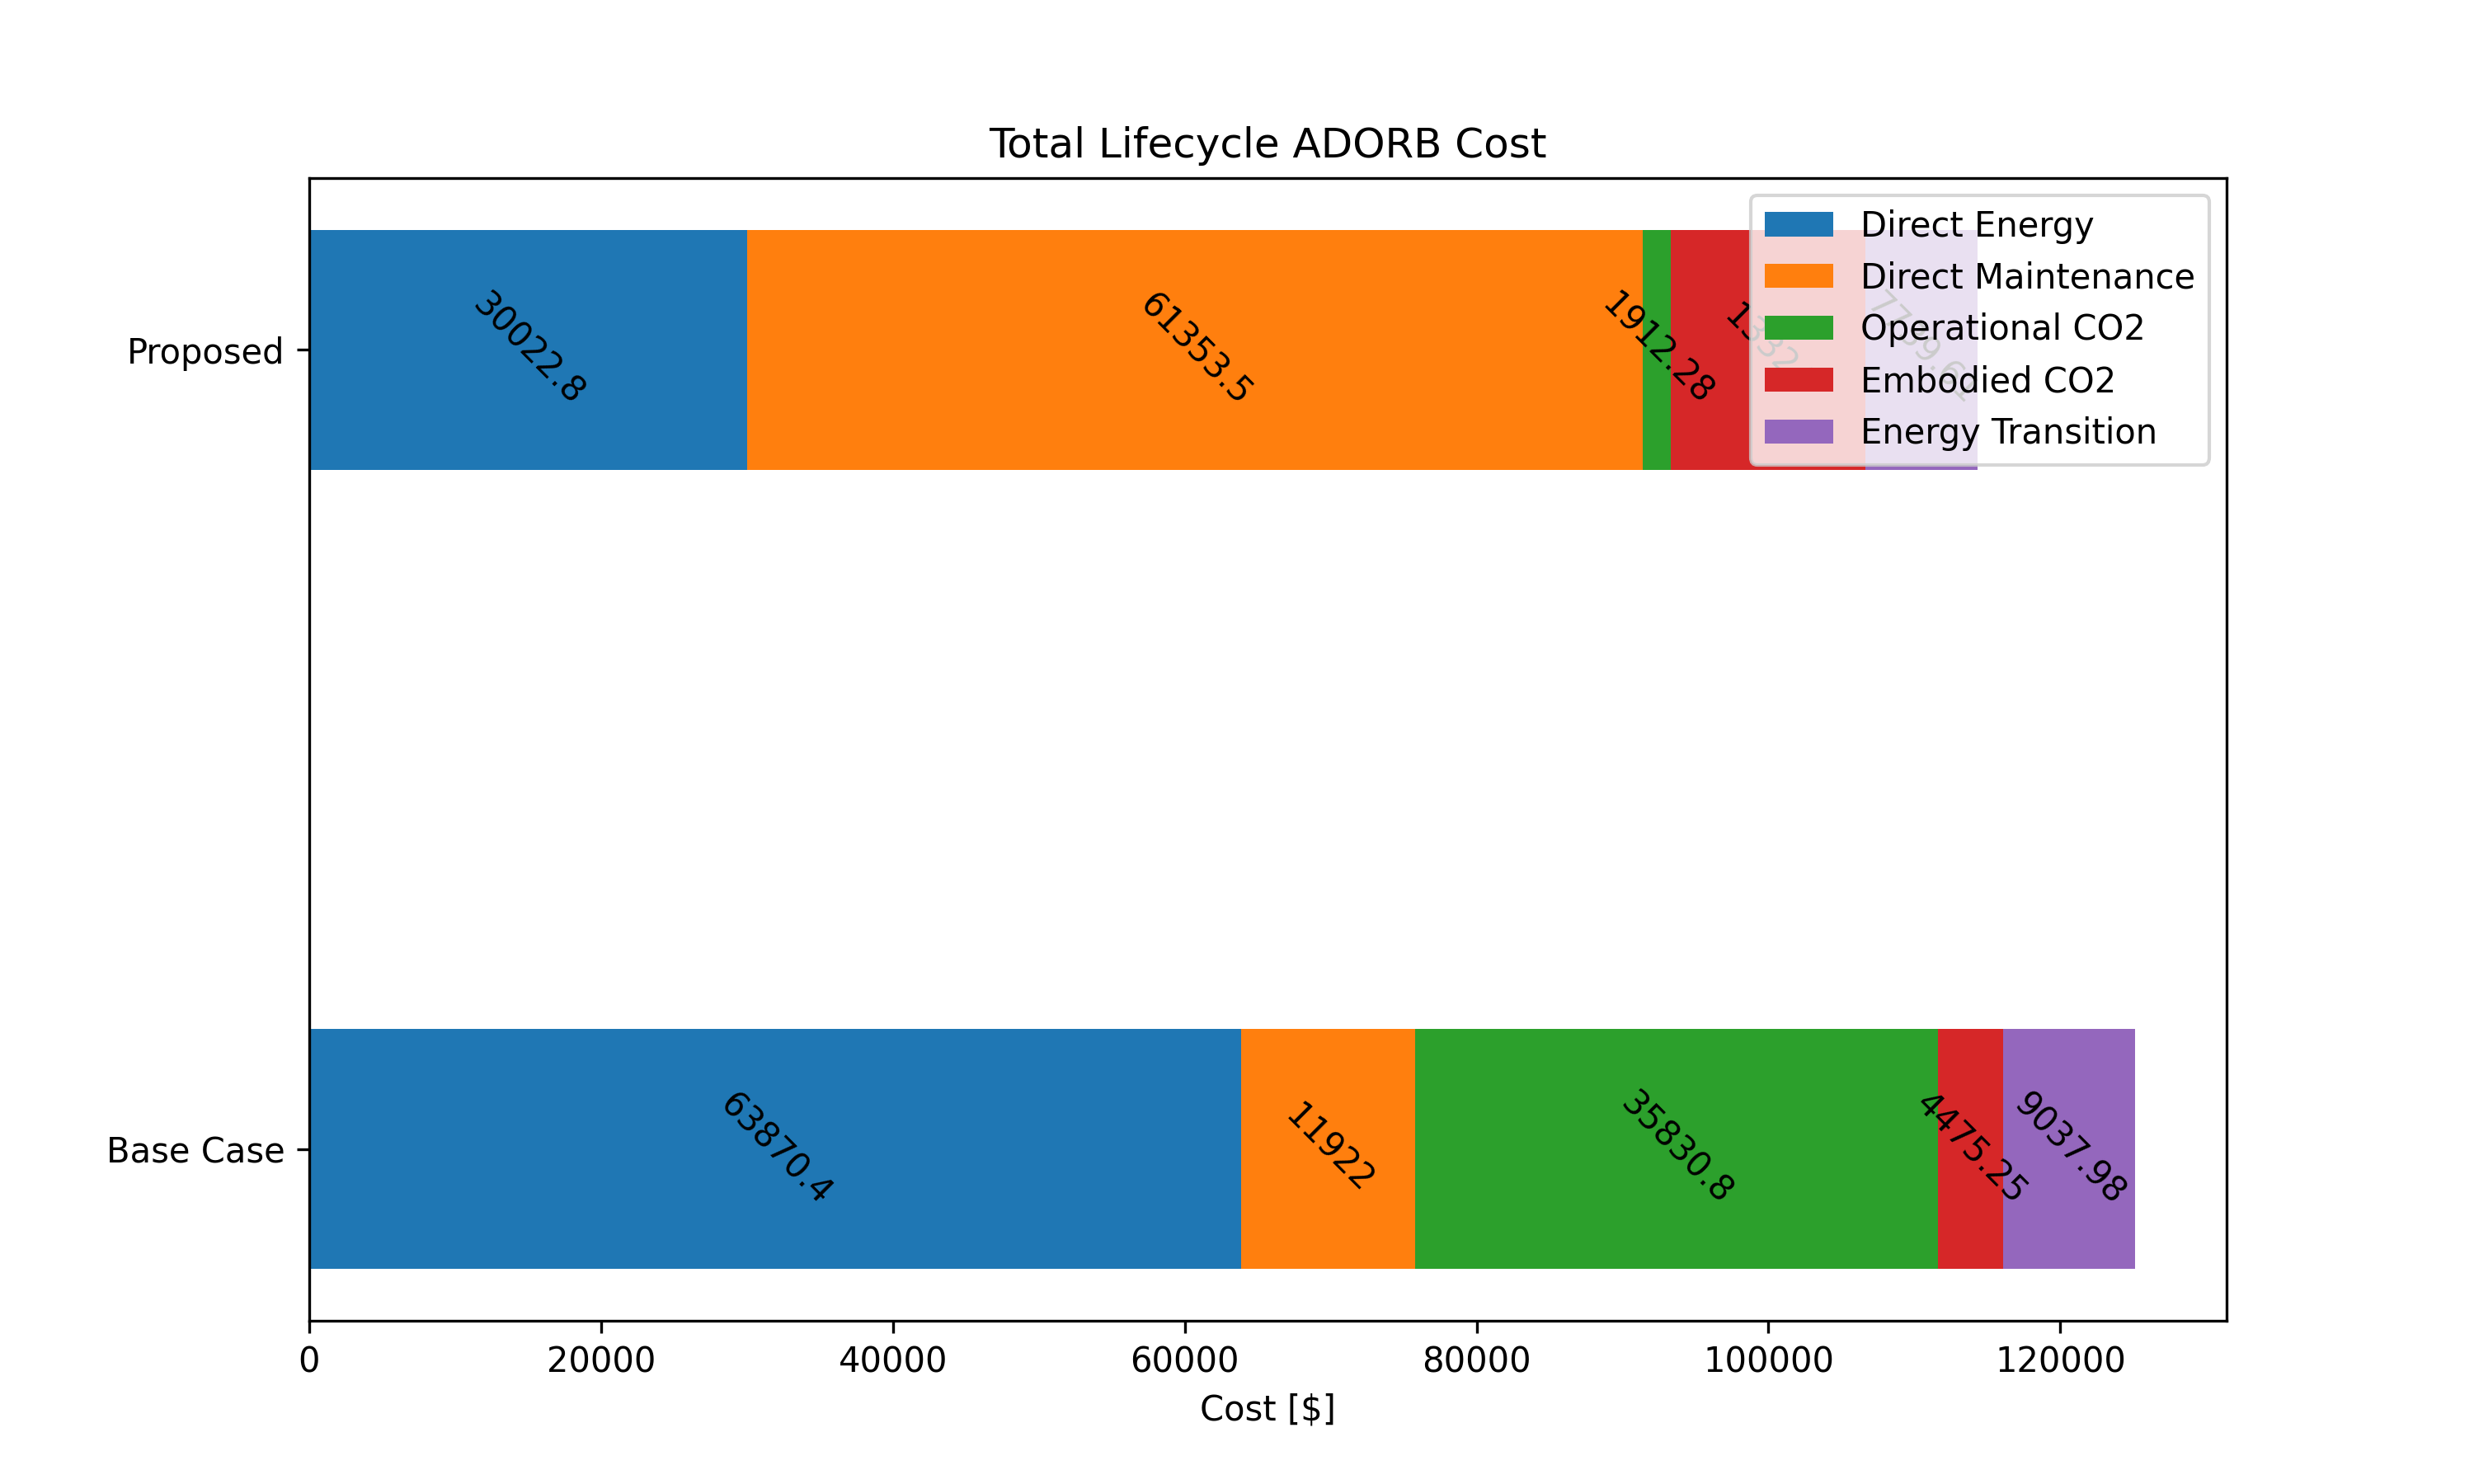 Total Lifecycle ADORB Cost
Direct Energy
Direct Maintenance
Operational CO2
Embodied CO2
Energy Transition
Proposed
30022.8
61353.5
1912.28
Base Case
63870.4
11922
35830.8
4475.25
9037.98
0
20000
40000
60000
80000
100000
120000
Cost [$]